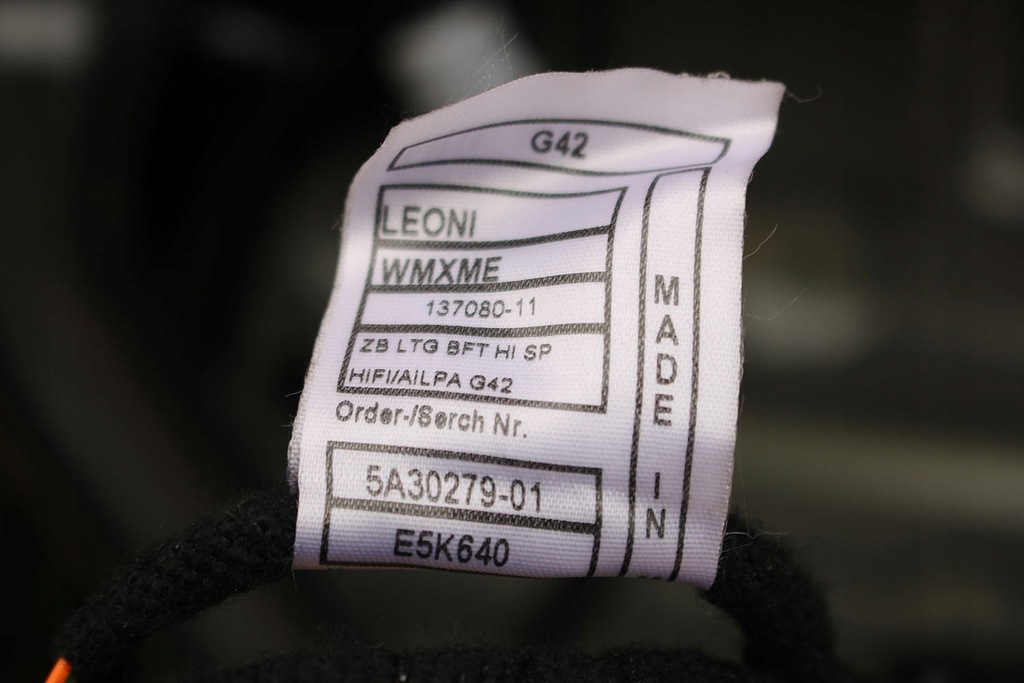 G42
LEONI
WMXME
137080-11
ZB LTG BFT HI SP
HIFI/AILPA G42
Order-/Serch Nr.
5A30279-01
E5K640
MADE IN